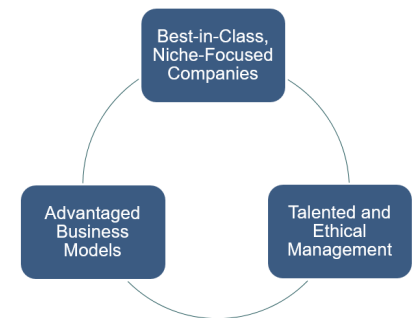 Best-in-Class,
Niche-Focused
Companies
Advantaged
Business
Models
Talented and
Ethical
Management